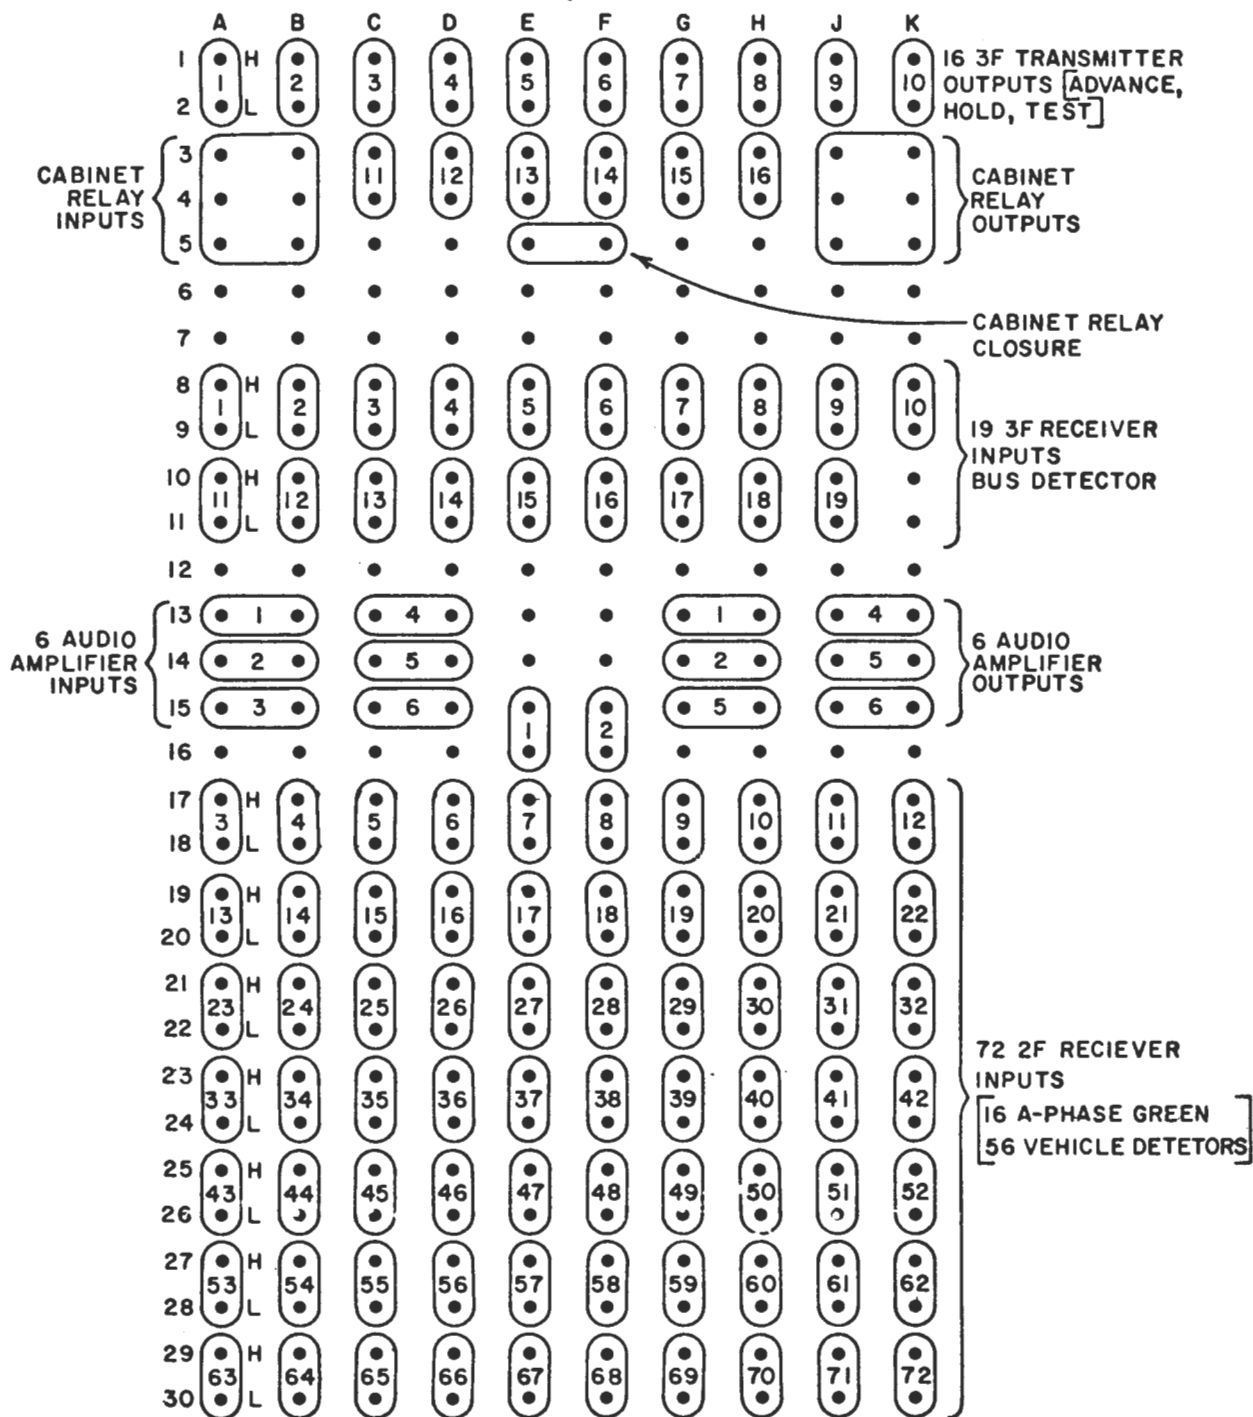 A B C D E F G H J K
1 H 16 3F TRANSMITTER
1 2 3 4 5 6 7 8 9 10 OUTPUTS [ADVANCE,
2 L HOLD, TEST]
3
CABINET RELAY INPUTS 4 11 12 13 14 15 16 CABINET RELAY OUTPUTS
5
6
7 CABINET RELAY
CLOSURE
8 H
1 2 3 4 5 6 7 8 9 10
9 L 19 3F RECEIVER
INPUTS
10 H BUS DETECTOR
11 12 13 14 15 16 17 18 19
11 L
12
13 1 4 1 4
6 AUDIO AMPLIFIER INPUTS 14 2 5 2 5 6 AUDIO AMPLIFIER OUTPUTS
15 3 6 5 6
1 2
16
17 H
3 4 5 6 7 8 9 10 11 12
18 L
19 H
13 14 15 16 17 18 19 20 21 22
20 L
21 H
23 24 25 26 27 28 29 30 31 32
22 L
72 2F RECIEVER
23 H INPUTS
33 34 35 36 37 38 39 40 41 42 [16 A-PHASE GREEN
24 L 56 VEHICLE DETETORS]
25 H
43 44 45 46 47 48 49 50 51 52
26 L
27 H
53 54 55 56 57 58 59 60 61 62
28 L
29 H
63 64 65 66 67 68 69 70 71 72
30 L